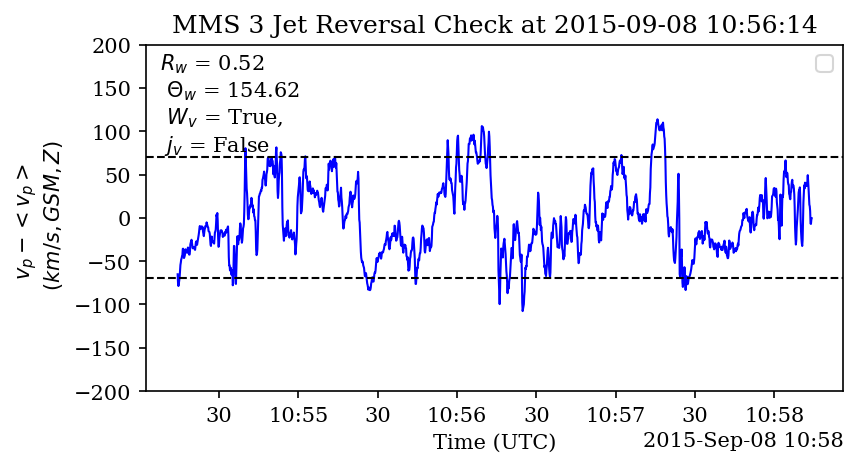 MMS 3 Jet Reversal Check at 2015-09-08 10:56:14
200
150
100
50
0
−50
−100
−150
−200
v_p − <v_p>
(km/s, GSM, Z)
R_w = 0.52
Θ_w = 154.62
W_v = True,
j_v = False
30
10:55
30
10:56
30
10:57
30
10:58
Time (UTC)
2015-Sep-08 10:58